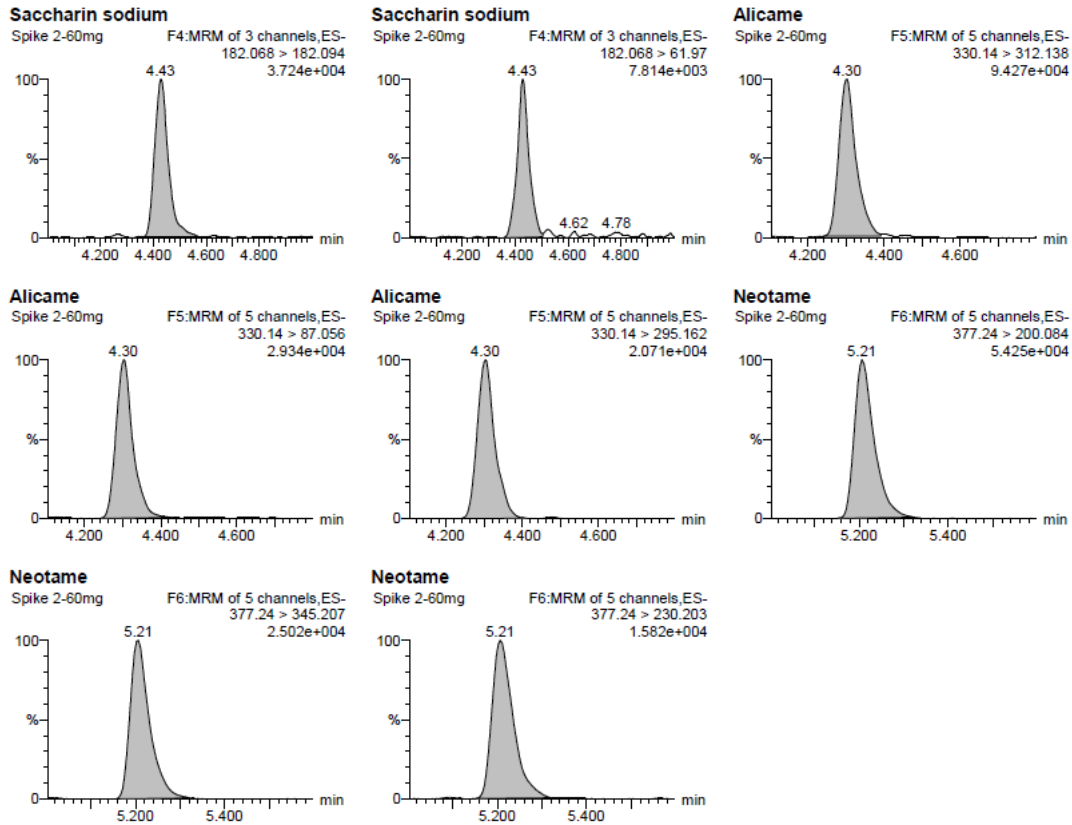 Saccharin sodium
Spike 2-60mg F4:MRM of 3 channels,ES-
182.068 > 182.094
3.724e+004
4.43
100
%
0
4.200 4.400 4.600 4.800 min
Saccharin sodium
Spike 2-60mg F4:MRM of 3 channels,ES-
182.068 > 61.97
7.814e+003
4.43
100
%
4.62 4.78
0
4.200 4.400 4.600 4.800 min
Alicame
Spike 2-60mg F5:MRM of 5 channels,ES-
330.14 > 312.138
9.427e+004
4.30
100
%
0
4.200 4.400 4.600 min
Alicame
Spike 2-60mg F5:MRM of 5 channels,ES-
330.14 > 87.056
2.934e+004
4.30
100
%
0
4.200 4.400 4.600 min
Alicame
Spike 2-60mg F5:MRM of 5 channels,ES-
330.14 > 295.162
2.071e+004
4.30
100
%
0
4.200 4.400 4.600 min
Neotame
Spike 2-60mg F6:MRM of 5 channels,ES-
377.24 > 200.084
5.425e+004
5.21
100
%
0
5.200 5.400 min
Neotame
Spike 2-60mg F6:MRM of 5 channels,ES-
377.24 > 345.207
2.502e+004
5.21
100
%
0
5.200 5.400 min
Neotame
Spike 2-60mg F6:MRM of 5 channels,ES-
377.24 > 230.203
1.582e+004
5.21
100
%
0
5.200 5.400 min